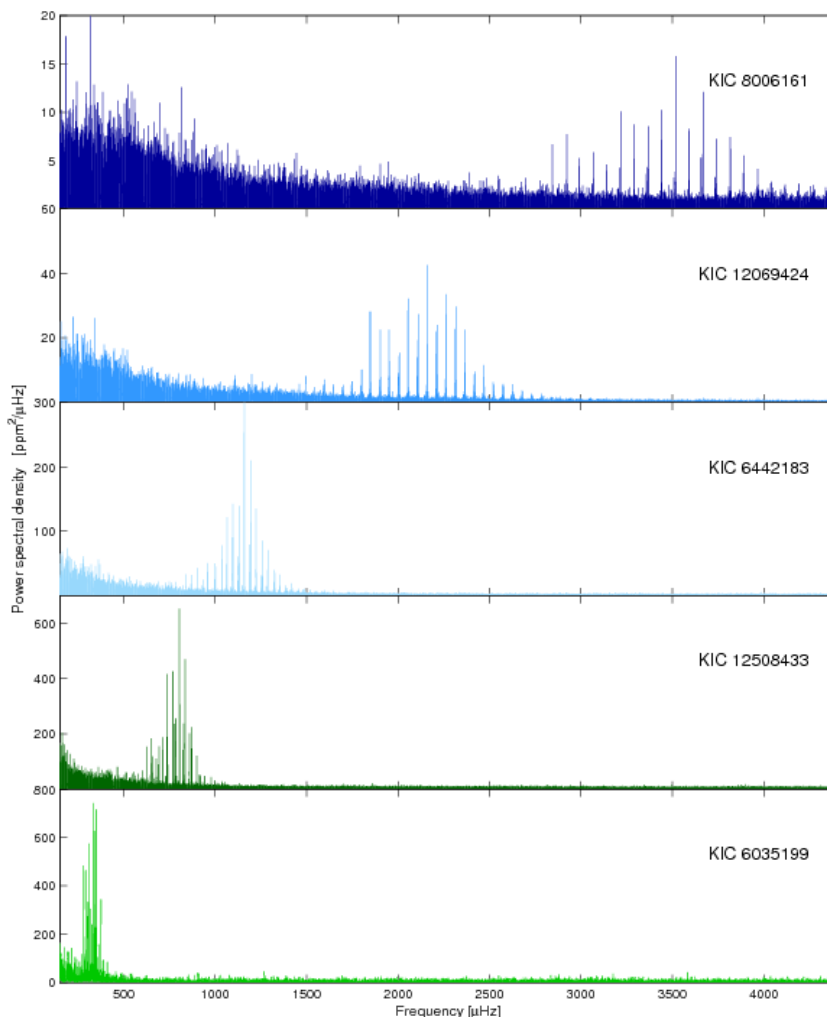 20
15
10
5
KIC 8006161
60
40
20
KIC 12069424
300
200
100
KIC 6442183
Power spectral density [ppm²/μHz]
600
400
200
KIC 12508433
800
600
400
200
0
KIC 6035199
500 1000 1500 2000 2500 3000 3500 4000
Frequency [μHz]